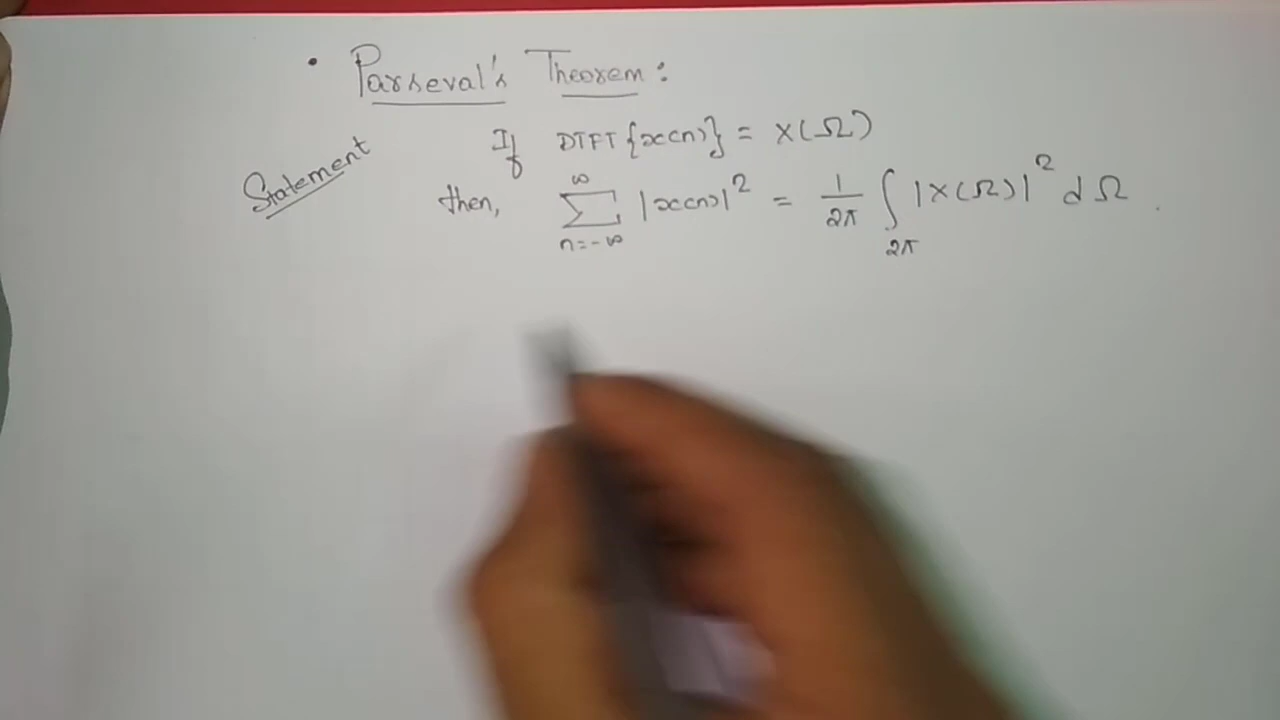 • Parseval's Theorem:
Statement
If DTFT{x(n)} = X(Ω)
then, ∞∑n=-∞ |x(n)|² = 1/2π ∫2π |X(Ω)|² dΩ.